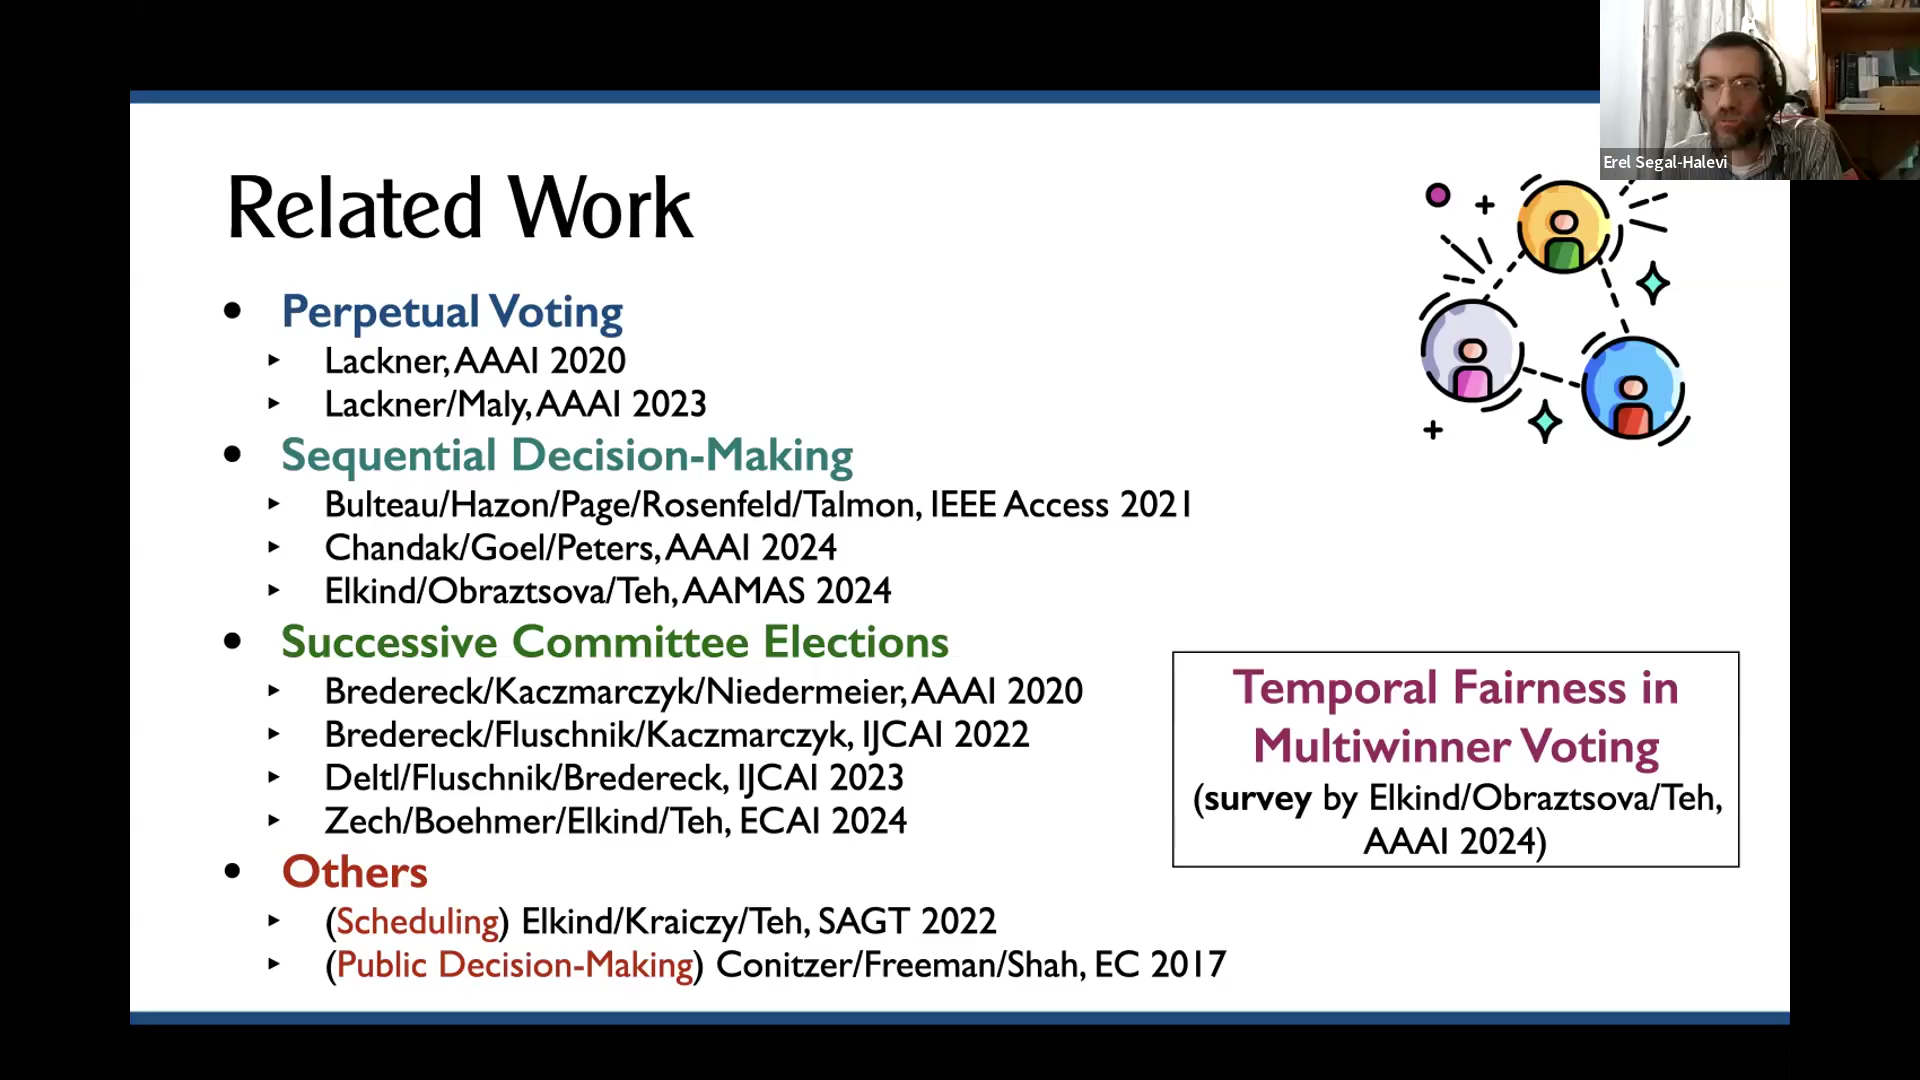 Erel Segal-Halevi
Related Work
Perpetual Voting
Lackner, AAAI 2020
Lackner/Maly, AAAI 2023
Sequential Decision-Making
Bulteau/Hazon/Page/Rosenfeld/Talmon, IEEE Access 2021
Chandak/Goel/Peters, AAAI 2024
Elkind/Obraztsova/Teh, AAMAS 2024
Successive Committee Elections
Bredereck/Kaczmarczyk/Niedermeier, AAAI 2020
Bredereck/Fluschnik/Kaczmarczyk, IJCAI 2022
Deltl/Fluschnik/Bredereck, IJCAI 2023
Zech/Boehmer/Elkind/Teh, ECAI 2024
Others
(Scheduling) Elkind/Kraiczy/Teh, SAGT 2022
(Public Decision-Making) Conitzer/Freeman/Shah, EC 2017
Temporal Fairness in
Multiwinner Voting
(survey by Elkind/Obraztsova/Teh,
AAAI 2024)